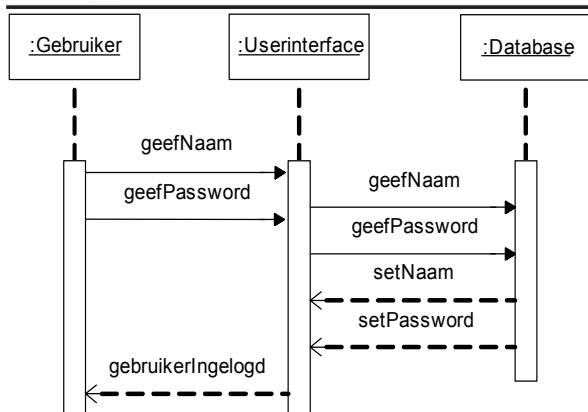 :Gebruiker
:Userinterface
:Database
geefNaam
geefPassword
geefNaam
geefPassword
setNaam
setPassword
gebruikerIngelogd